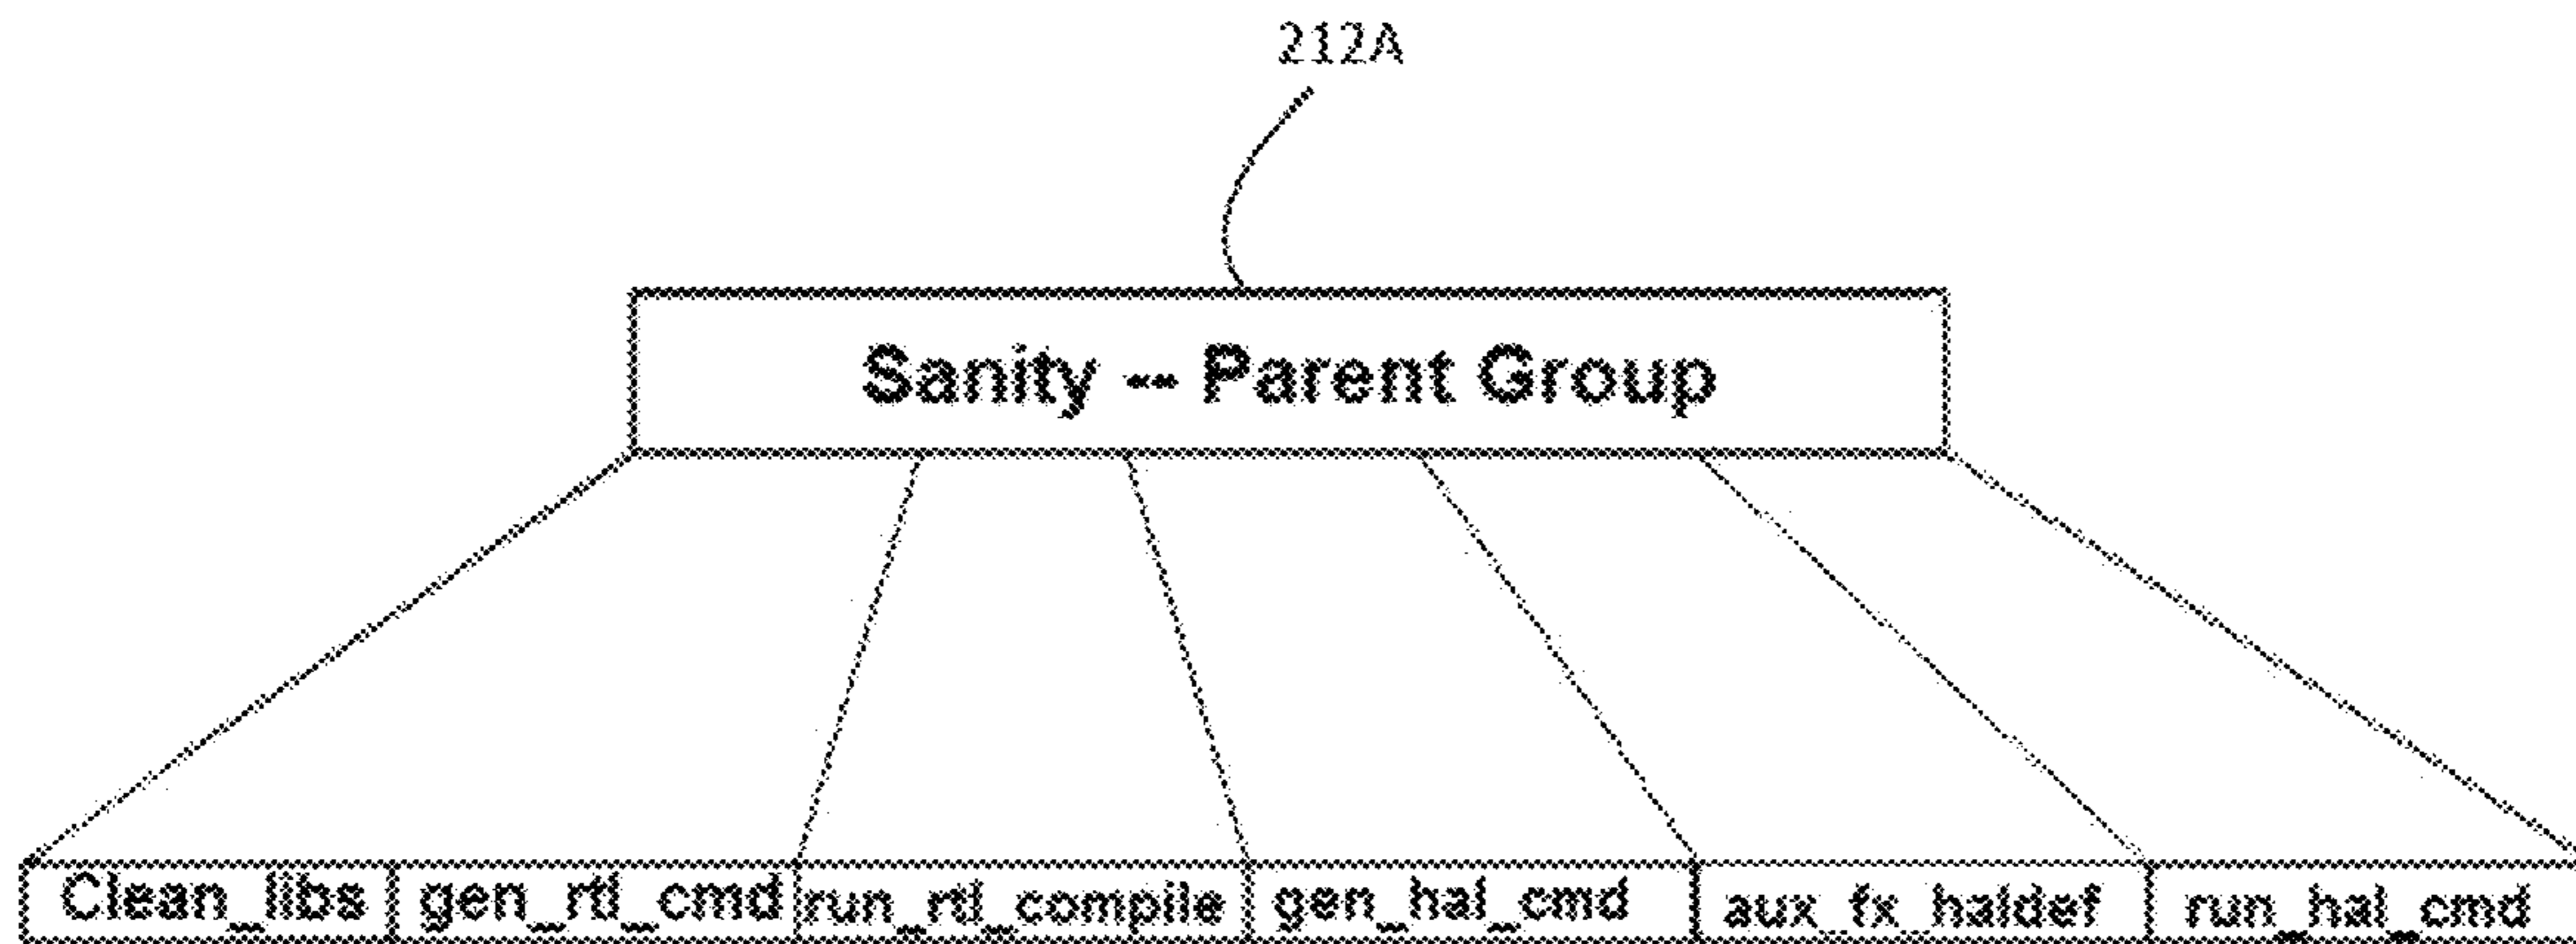 212A
Sanity -- Parent Group
Clean_libs gen_rtl_cmd run_rtl_compile gen_hal_cmd aux_fx_haldef run_hal_cmd